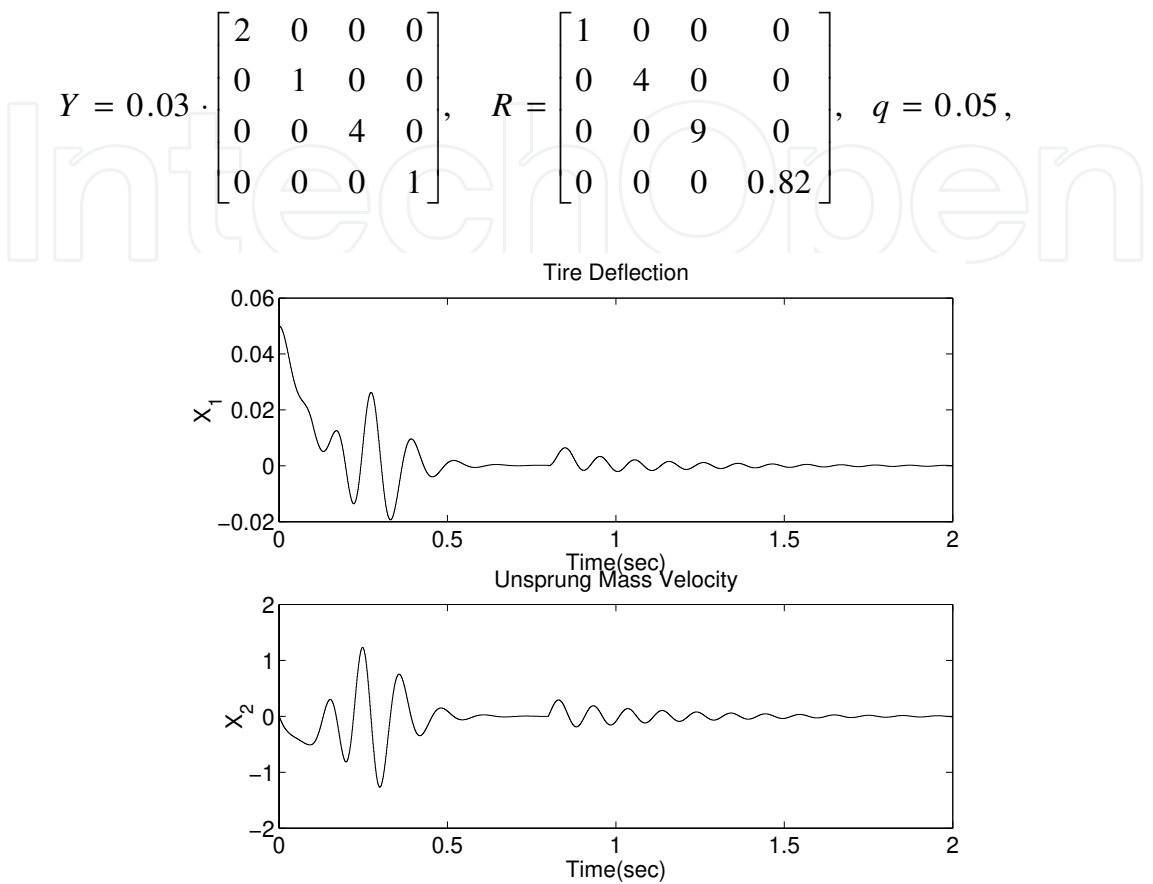 Y = 0.03 · [2 0 0 0; 0 1 0 0; 0 0 4 0; 0 0 0 1], R = [1 0 0 0; 0 4 0 0; 0 0 9 0; 0 0 0 0.82], q = 0.05,
IntechOpen
Tire Deflection
0.06
0.04
0.02
0
−0.02
X1
0 0.5 1 1.5 2
Time(sec)
Unsprung Mass Velocity
2
1
0
−1
−2
X2
0 0.5 1 1.5 2
Time(sec)